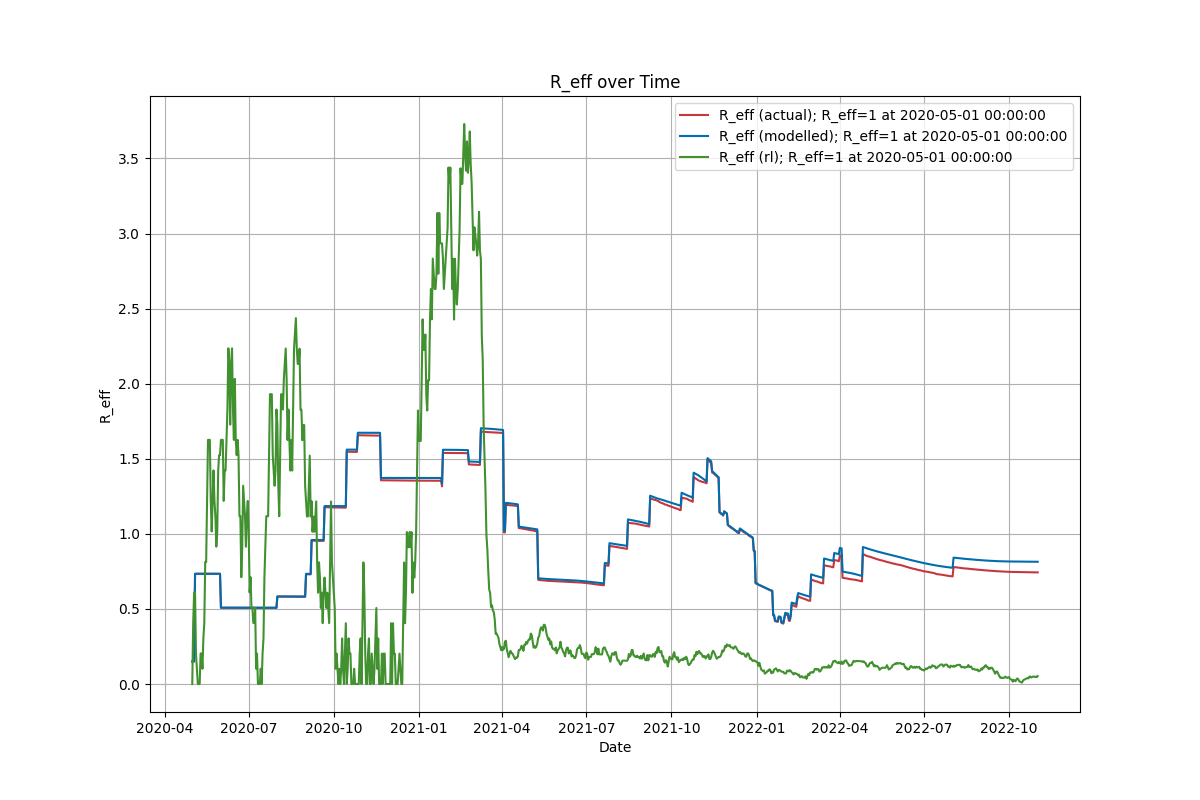 R_eff over Time
R_eff (actual); R_eff=1 at 2020-05-01 00:00:00
R_eff (modelled); R_eff=1 at 2020-05-01 00:00:00
R_eff (rl); R_eff=1 at 2020-05-01 00:00:00
R_eff
3.5
3.0
2.5
2.0
1.5
1.0
0.5
0.0
2020-04 2020-07 2020-10 2021-01 2021-04 2021-07 2021-10 2022-01 2022-04 2022-07 2022-10
Date